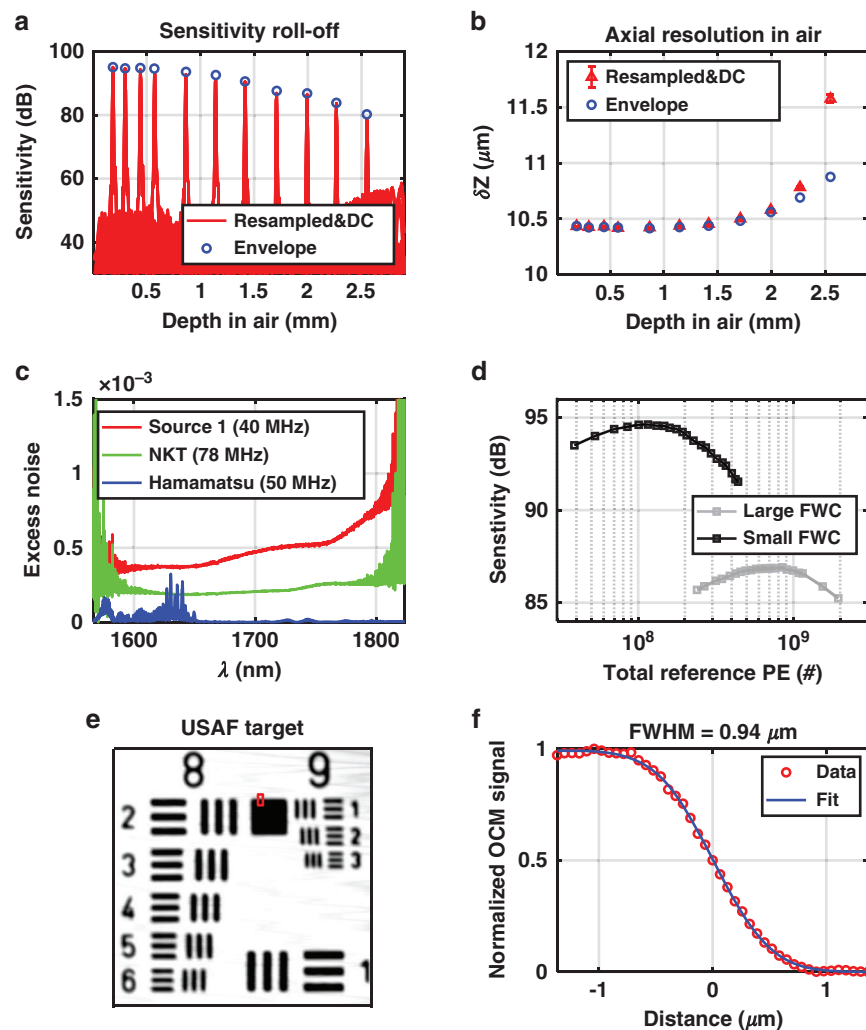 a
Sensitivity roll-off
100
80
60
40
Sensitivity (dB)
Resampled&DC
Envelope
0.5
1
1.5
2
2.5
Depth in air (mm)
b
Axial resolution in air
12
11.5
11
10.5
10
δZ (μm)
Resampled&DC
Envelope
0.5
1
1.5
2
2.5
Depth in air (mm)
c
×10⁻³
1.5
1
0.5
0
Excess noise
Source 1 (40 MHz)
NKT (78 MHz)
Hamamatsu (50 MHz)
1600
1700
1800
λ (nm)
d
95
90
85
Senstivity (dB)
Large FWC
Small FWC
10⁸
10⁹
Total reference PE (#)
e
USAF target
8
9
2
3
4
5
6
1
2
3
1
f
FWHM = 0.94 μm
1
0.5
0
Normalized OCM signal
Data
Fit
-1
0
1
Distance (μm)